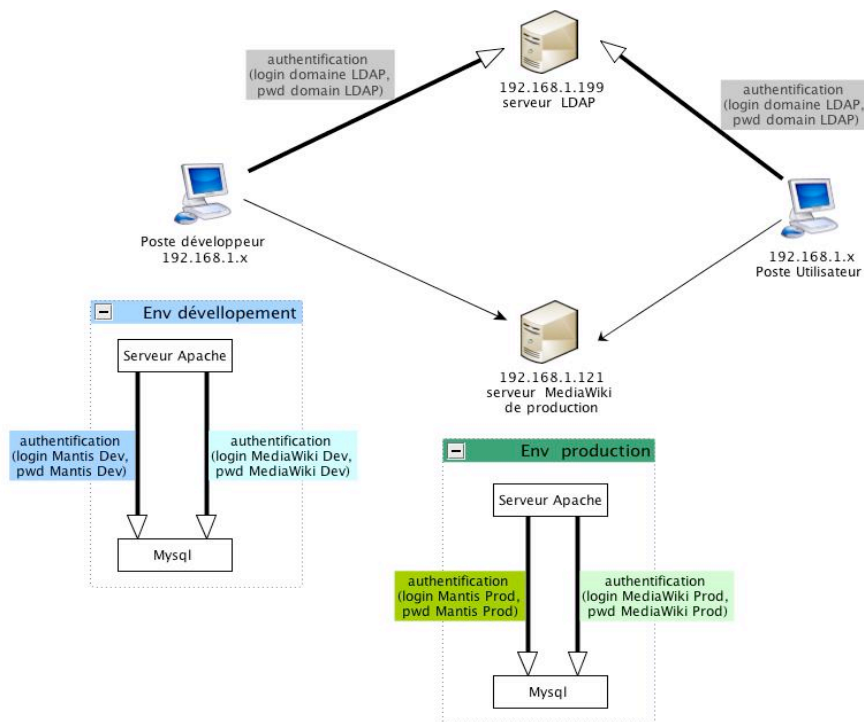 authentification
(login domaine LDAP,
pwd domain LDAP)
192.168.1.199
serveur LDAP
authentification
(login domaine LDAP,
pwd domain LDAP)
Poste développeur
192.168.1.x
192.168.1.x
Poste Utilisateur
Env dévellopement
Serveur Apache
authentification
(login Mantis Dev,
pwd Mantis Dev)
authentification
(login MediaWiki Dev,
pwd MediaWiki Dev)
Mysql
192.168.1.121
serveur MediaWiki
de production
Env production
Serveur Apache
authentification
(login Mantis Prod,
pwd Mantis Prod)
authentification
(login MediaWiki Prod,
pwd MediaWiki Prod)
Mysql